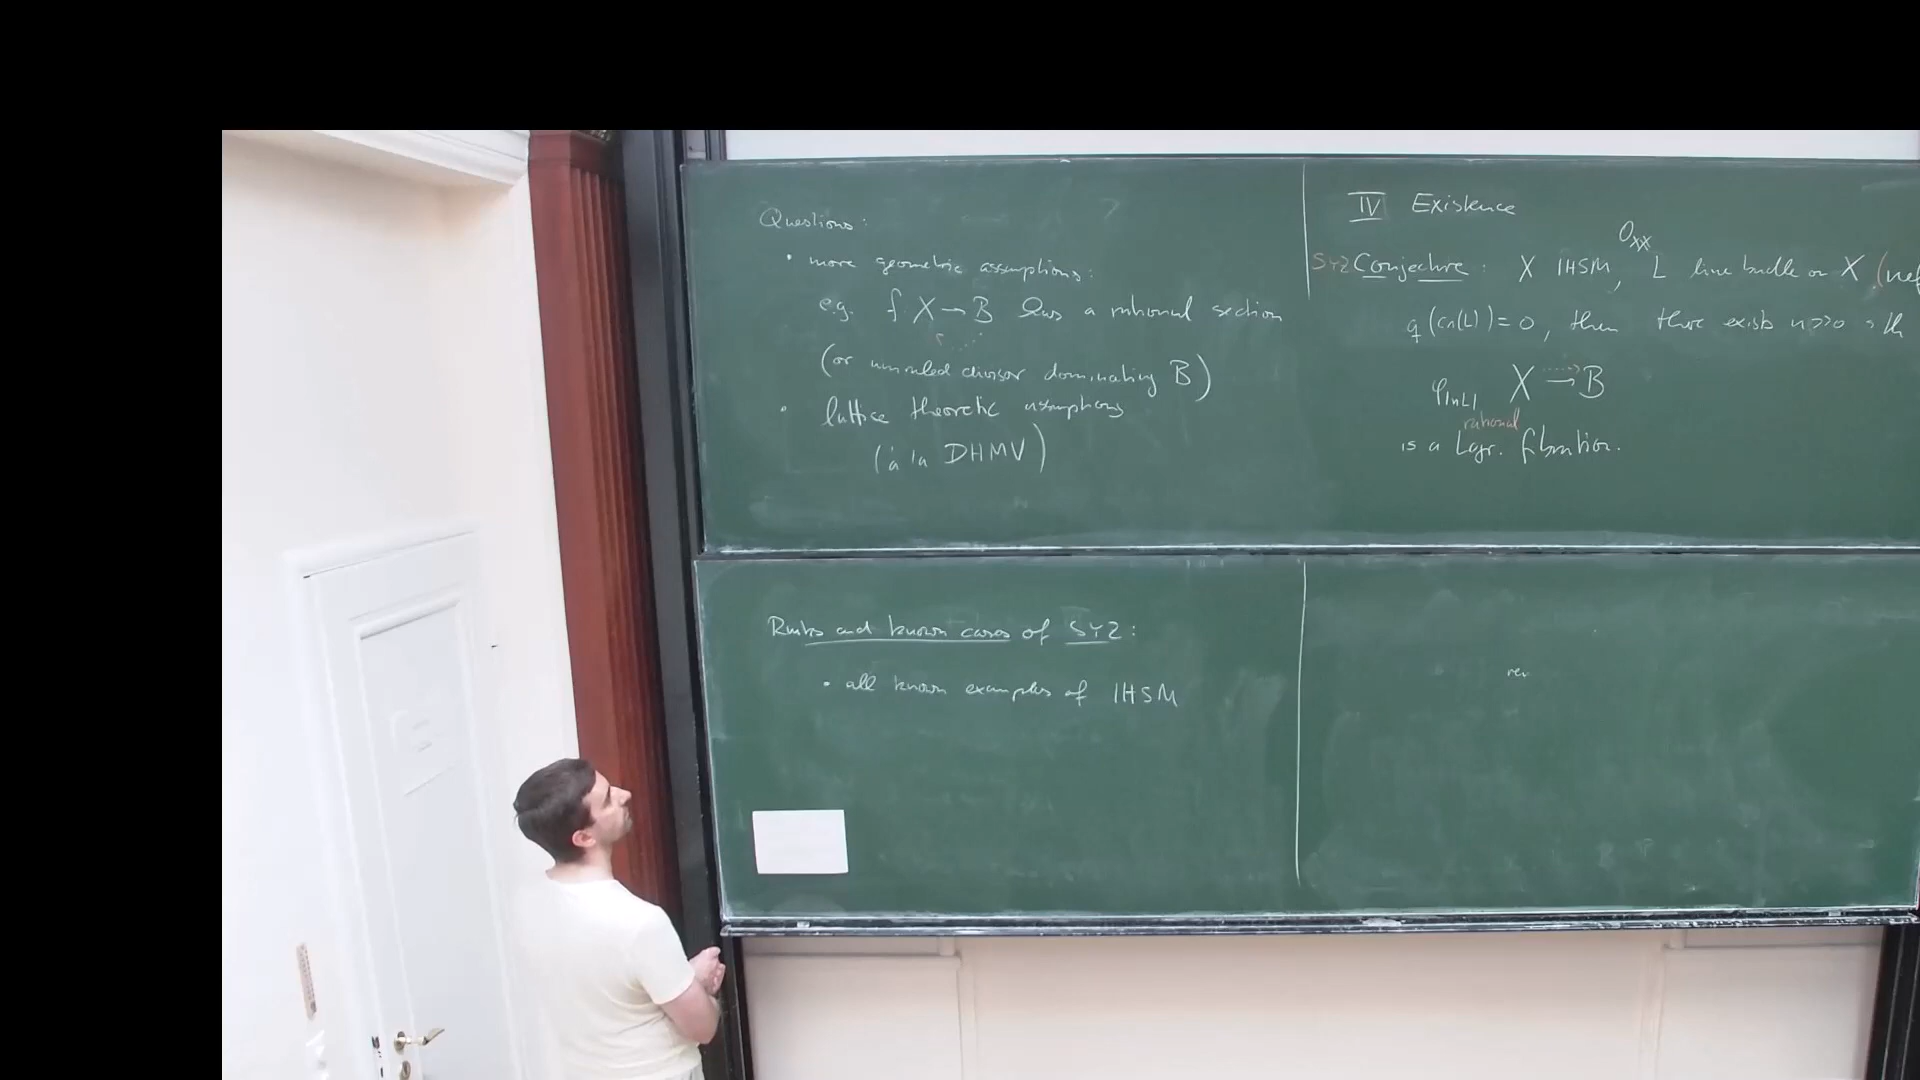 Questions:
• more geometric assumptions:
e.g. f: X → B has a rational section
(or uniruled divisor dominating B)
• lattice theoretic assumptions
(à la DHMV)
IV Existence
SYZ Conjecture: X IHSM, L line bundle on X (nef
q(c₁(L)) = 0, then there exists n>>0 s.th
φ|nL| X → B
rational
is a Lagr. fibration.
Rmks and known cases of SYZ:
• all known examples of IHSM